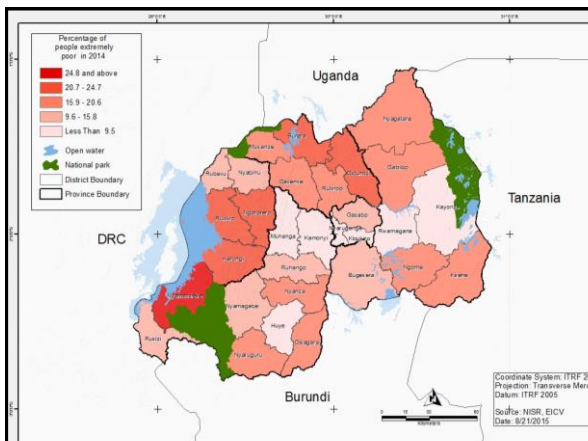 Percentage of
people extremely
poor in 2014
24.8 and above
20.7 - 24.7
15.9 - 20.6
9.6 - 15.8
Less Than 9.5
Open water
National park
District Boundary
Province Boundary
Uganda
Tanzania
DRC
Burundi
Nyagatare
Burera
Musanze
Gicumbi
Gatsibo
Rubavu
Nyabihu
Gakenke
Rulindo
Kayonza
Rutsiro
Ngororero
Gasabo
Muhanga
Kamonyi
Rwamagana
Karongi
Ruhango
Bugesera
Ngoma
Kirehe
Nyanza
Nyamagabe
Rusizi
Huye
Gisagara
Nyaruguru
Coordinate System: ITRF 2
Projection: Transverse Merc
Datum: ITRF 2005
Source: NISR, EICV
Date: 8/21/2015
Kilometers